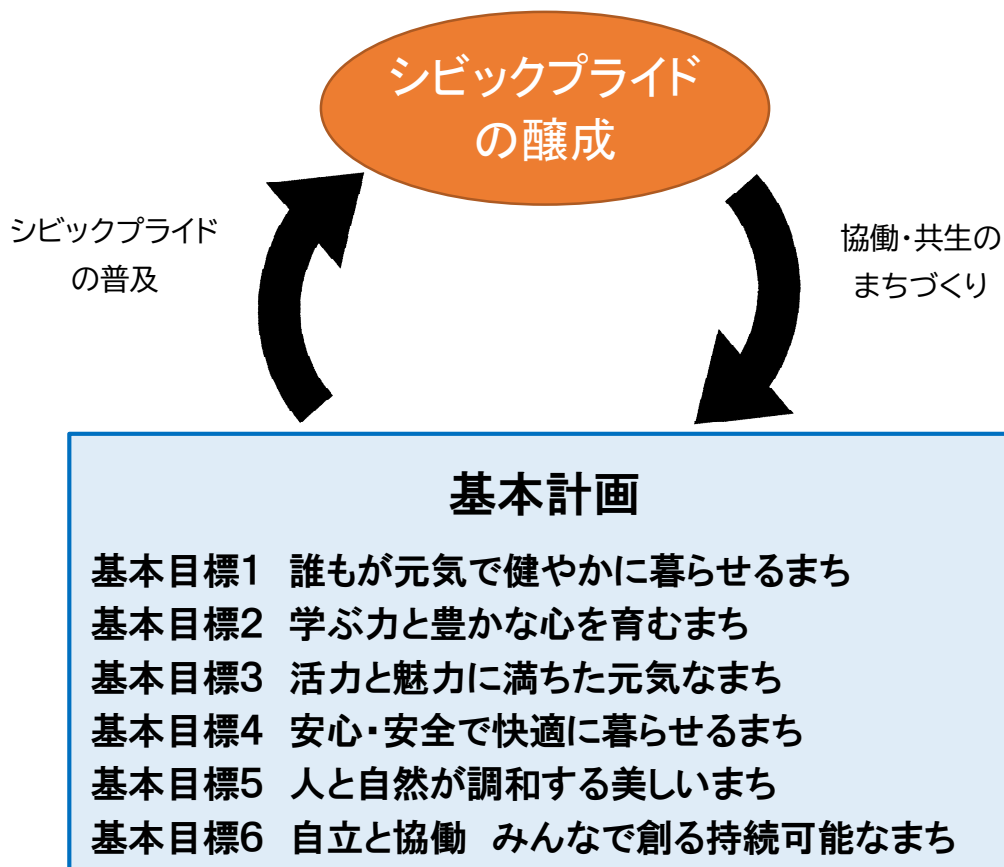 シビックプライド
の醸成
シビックプライド
の普及
協働・共生の
まちづくり
基本計画
基本目標1 誰もが元気で健やかに暮らせるまち
基本目標2 学ぶ力と豊かな心を育むまち
基本目標3 活力と魅力に満ちた元気なまち
基本目標4 安心・安全で快適に暮らせるまち
基本目標5 人と自然が調和する美しいまち
基本目標6 自立と協働 みんなで創る持続可能なまち